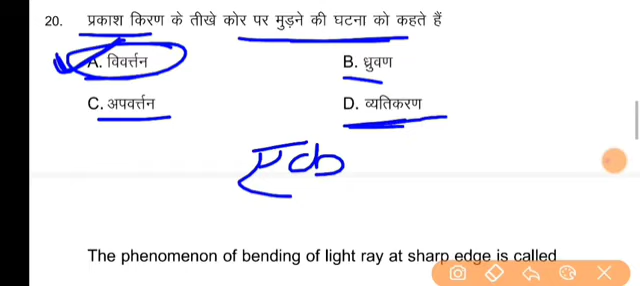 20. प्रकाश किरण के तीखे कोर पर मुड़ने की घटना को कहते हैं
A. विवर्त्तन B. ध्रुवण
C. अपवर्त्तन D. व्यतिकरण
The phenomenon of bending of light ray at sharp edge is called